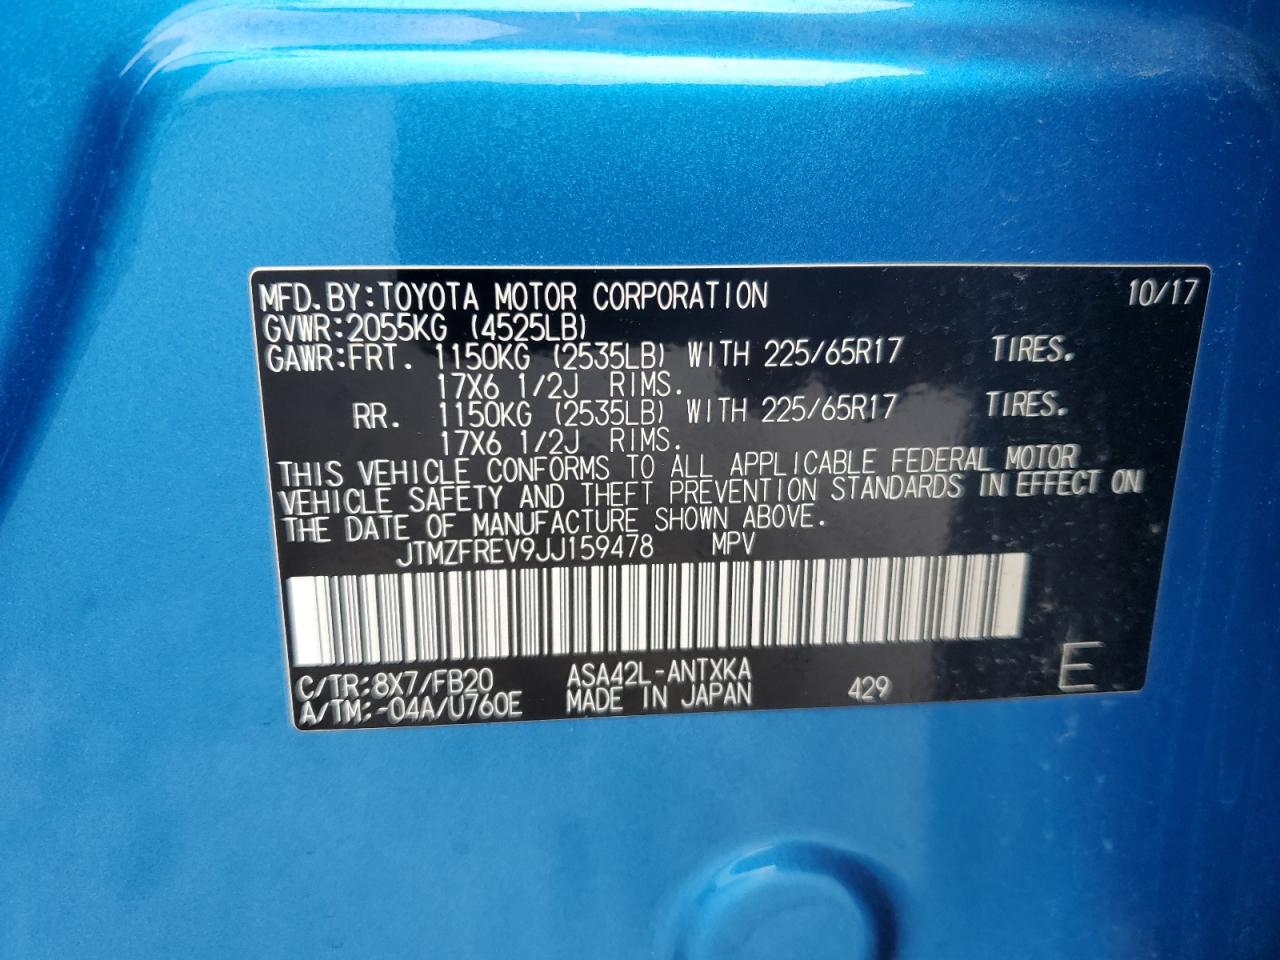 MFD.BY:TOYOTA MOTOR CORPORATION 10/17
GVWR:2055KG (4525LB)
GAWR:FRT. 1150KG (2535LB) WITH 225/65R17 TIRES.
17X6 1/2J RIMS.
RR. 1150KG (2535LB) WITH 225/65R17 TIRES.
17X6 1/2J RIMS.
THIS VEHICLE CONFORMS TO ALL APPLICABLE FEDERAL MOTOR
VEHICLE SAFETY AND THEFT PREVENTION STANDARDS IN EFFECT ON
THE DATE OF MANUFACTURE SHOWN ABOVE.
JTMZFREV9JJ159478 MPV
C/TR:8X7/FB20 ASA42L-ANTXKA E
A/TM:-04A/U760E MADE IN JAPAN 429